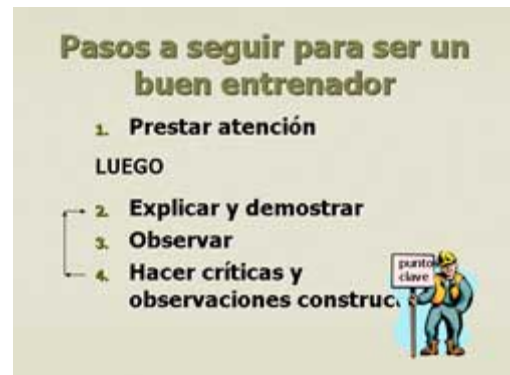 Pasos a seguir para ser un
buen entrenador
1. Prestar atención
LUEGO
2. Explicar y demostrar
3. Observar
4. Hacer críticas y
observaciones construc
punto
clave